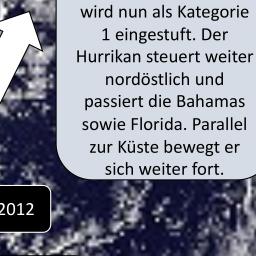 wird nun als Kategorie
1 eingestuft. Der
Hurrikan steuert weiter
nordöstlich und
passiert die Bahamas
sowie Florida. Parallel
zur Küste bewegt er
sich weiter fort.
2012